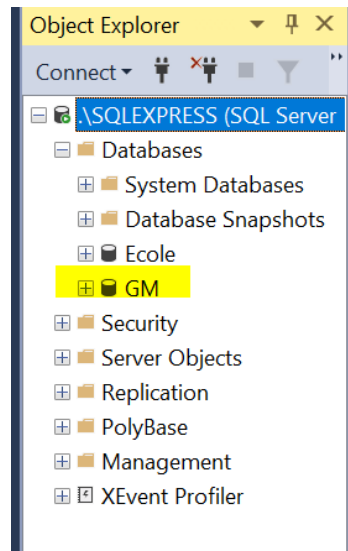 Object Explorer
Connect
.\SQLEXPRESS (SQL Server
Databases
System Databases
Database Snapshots
Ecole
GM
Security
Server Objects
Replication
PolyBase
Management
XEvent Profiler